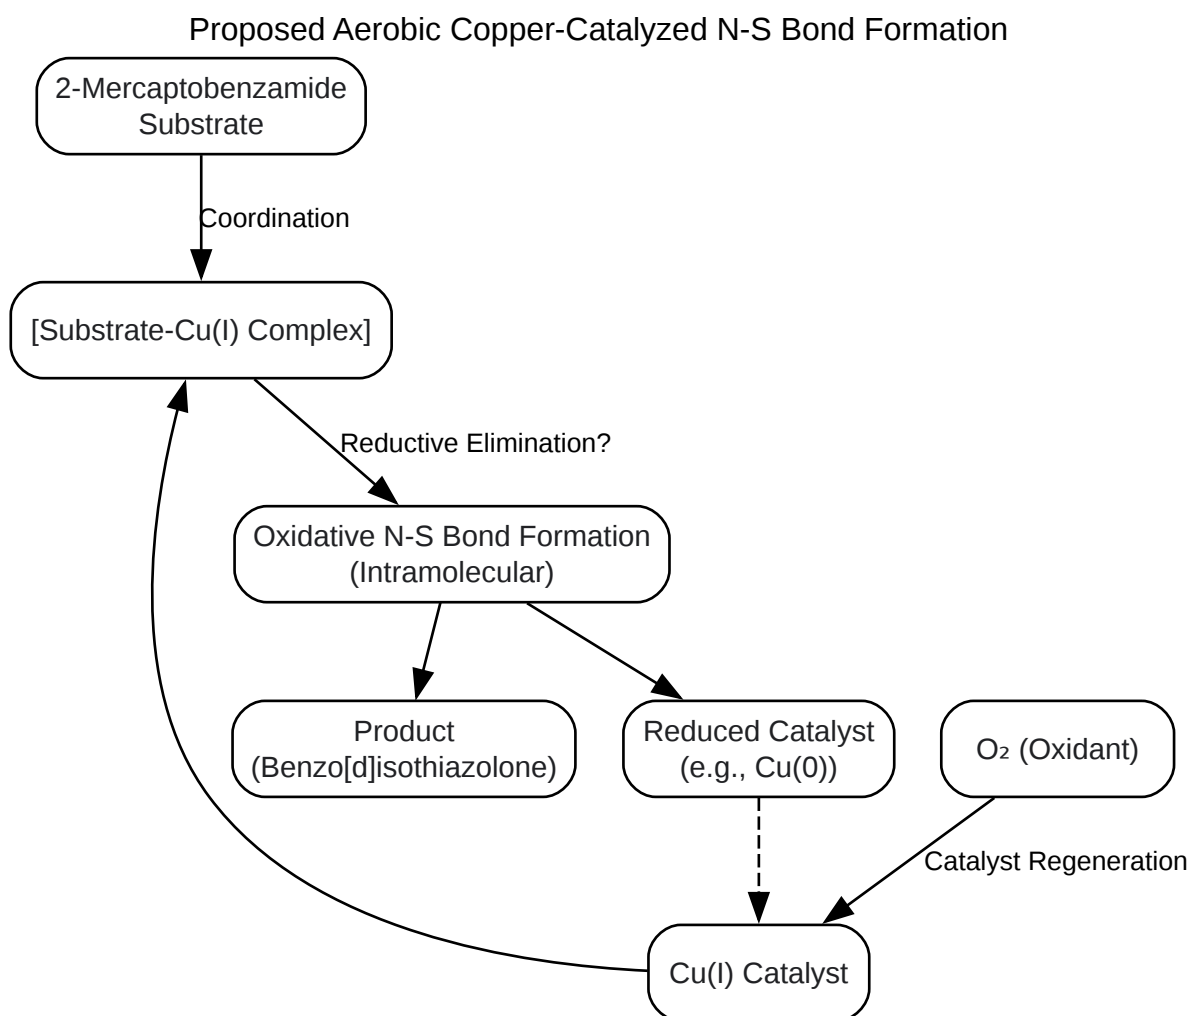 Proposed Aerobic Copper-Catalyzed N-S Bond Formation
2-Mercaptobenzamide
Substrate
Coordination
[Substrate-Cu(I) Complex]
Reductive Elimination?
Oxidative N-S Bond Formation
(Intramolecular)
Product
(Benzo[d]isothiazolone)
Reduced Catalyst
(e.g., Cu(0))
O₂ (Oxidant)
Catalyst Regeneration
Cu(I) Catalyst